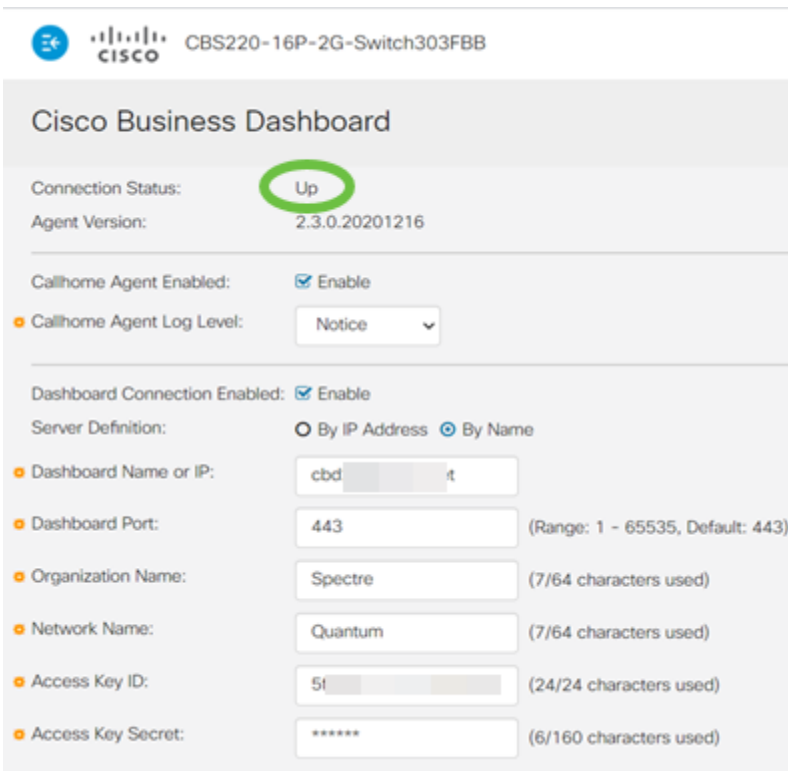 CISCO CBS220-16P-2G-Switch303FBB
Cisco Business Dashboard
Connection Status: Up
Agent Version: 2.3.0.20201216
Callhome Agent Enabled: Enable
Callhome Agent Log Level: Notice
Dashboard Connection Enabled: Enable
Server Definition: By IP Address By Name
Dashboard Name or IP: cbd t
Dashboard Port: 443 (Range: 1 - 65535, Default: 443)
Organization Name: Spectre (7/64 characters used)
Network Name: Quantum (7/64 characters used)
Access Key ID: 5f (24/24 characters used)
Access Key Secret: ****** (6/160 characters used)